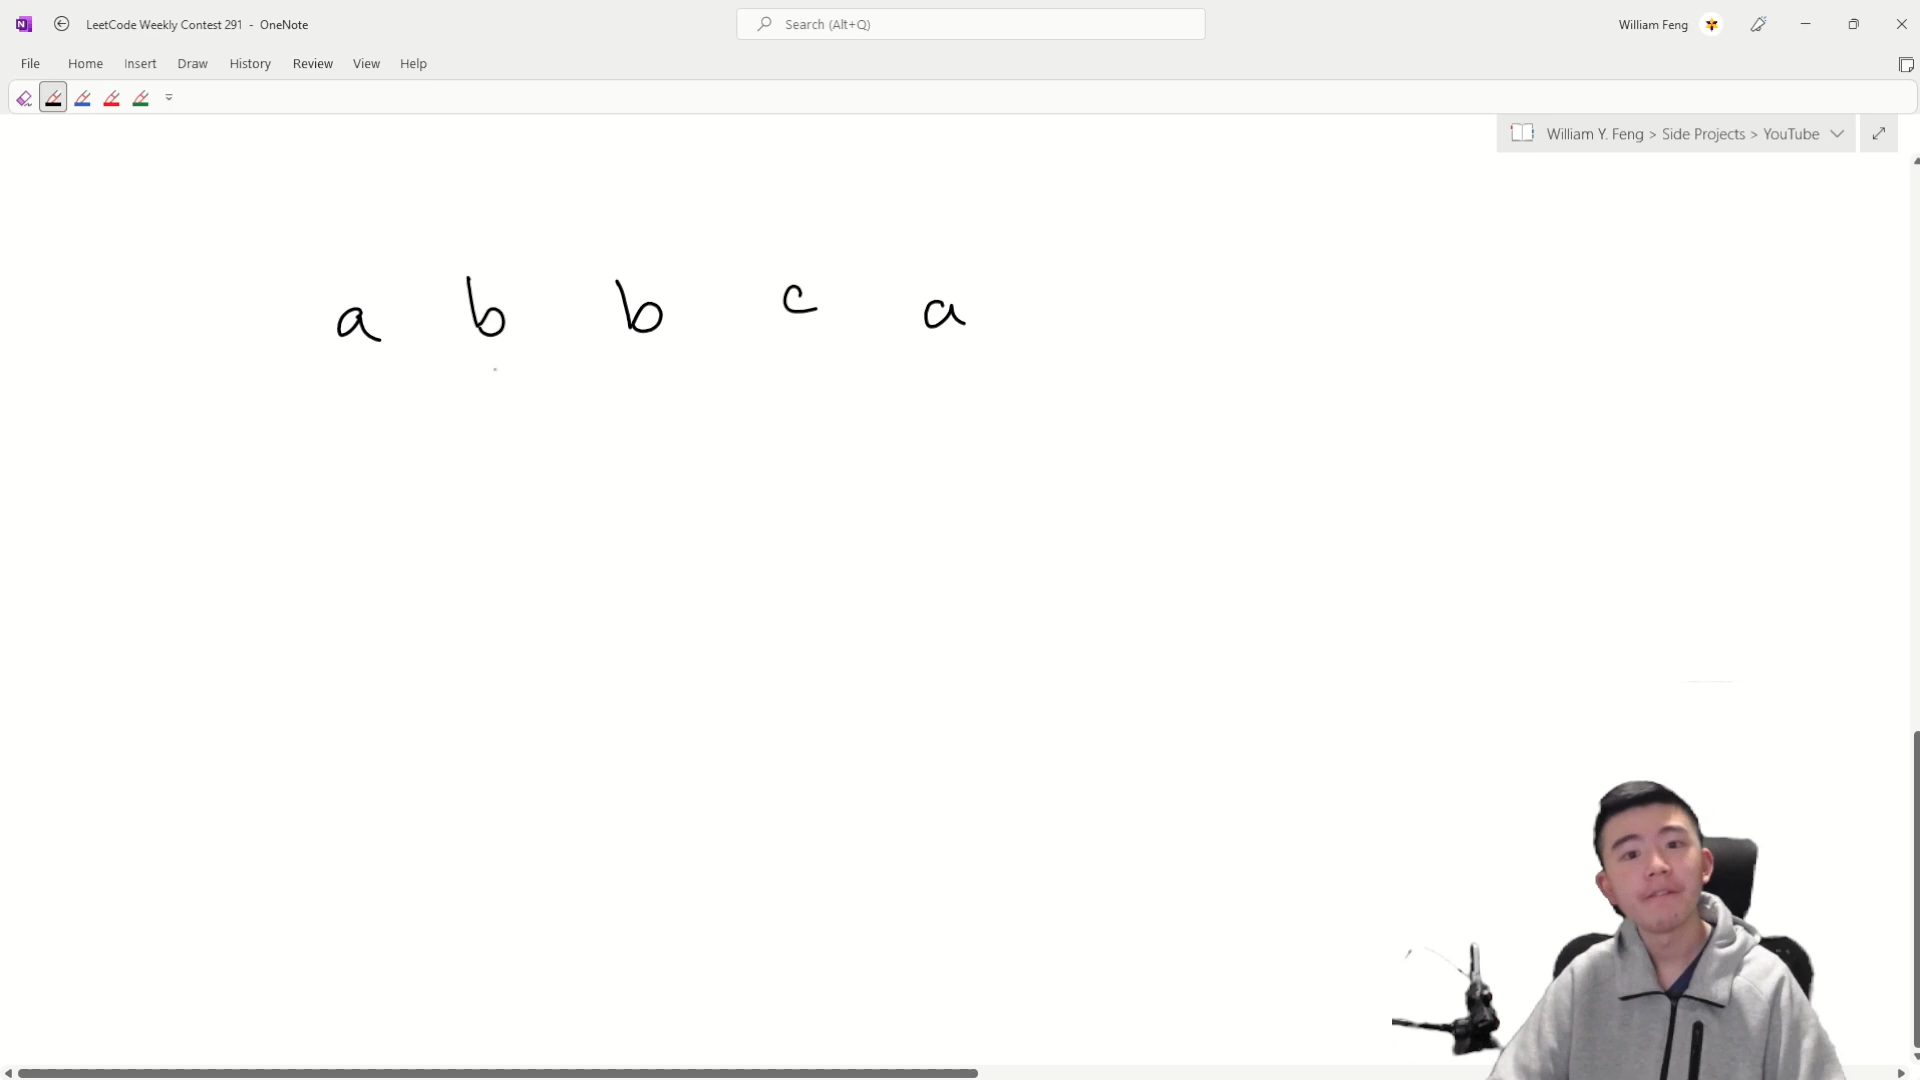 LeetCode Weekly Contest 291 - OneNote
Search (Alt+Q)
William Feng
File Home Insert Draw History Review View Help
William Y. Feng > Side Projects > YouTube
a b b c a